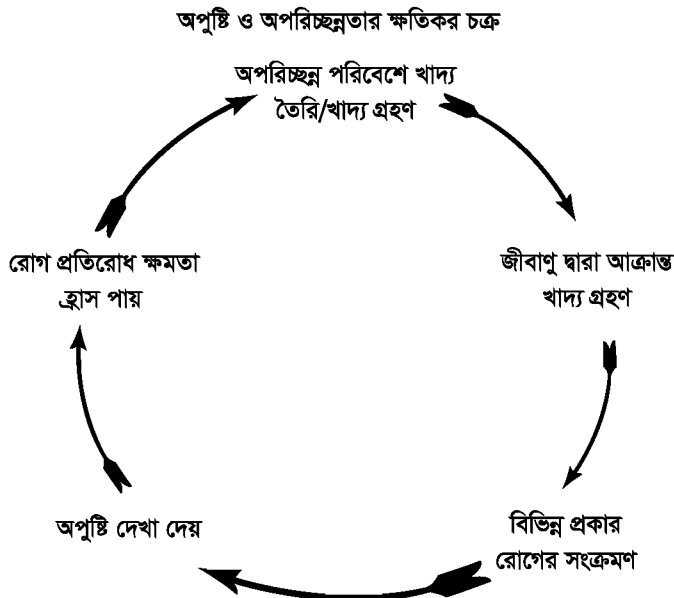 অপুষ্টি ও অপরিচ্ছন্নতার ক্ষতিকর চক্র
অপরিচ্ছন্ন পরিবেশে খাদ্য
তৈরি/খাদ্য গ্রহণ
জীবাণু দ্বারা আক্রান্ত
খাদ্য গ্রহণ
বিভিন্ন প্রকার
রোগের সংক্রমণ
অপুষ্টি দেখা দেয়
রোগ প্রতিরোধ ক্ষমতা
হ্রাস পায়